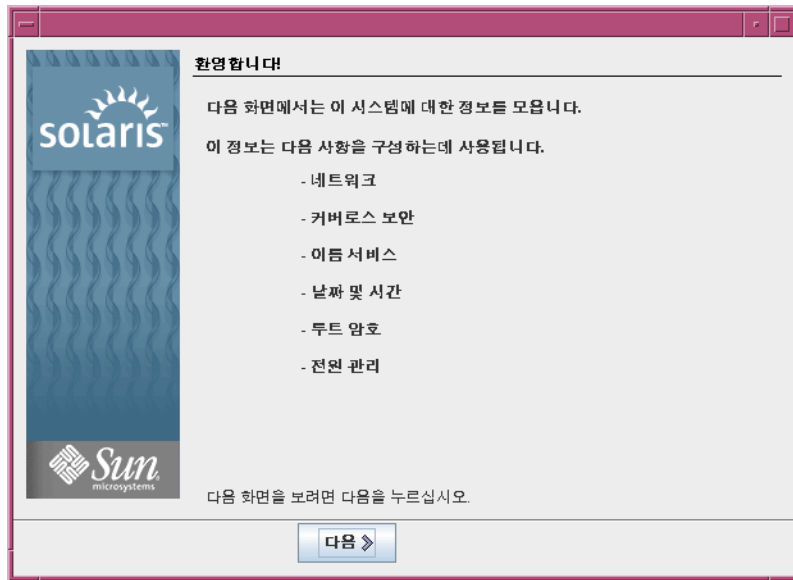 환영합니다!
다음 화면에서는 이 시스템에 대한 정보를 모읍니다.
이 정보는 다음 사항을 구성하는데 사용됩니다.
- 네트워크
- 커버로스 보안
- 이름 서비스
- 날짜 및 시간
- 루트 암호
- 전원 관리
solaris™
Sun
microsystems
다음 화면을 보려면 다음을 누르십시오.
다음